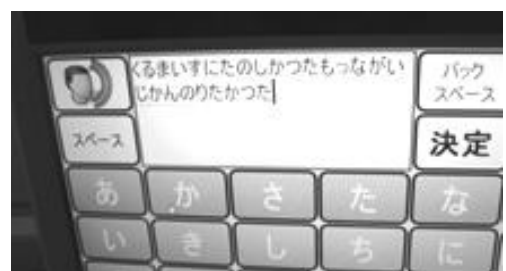 くるまいすにたのしかつたもっながい
じかんのりたかつた
バック
スペース
スペース
決定
あ
か
さ
た
な
い
き
し
ち
に